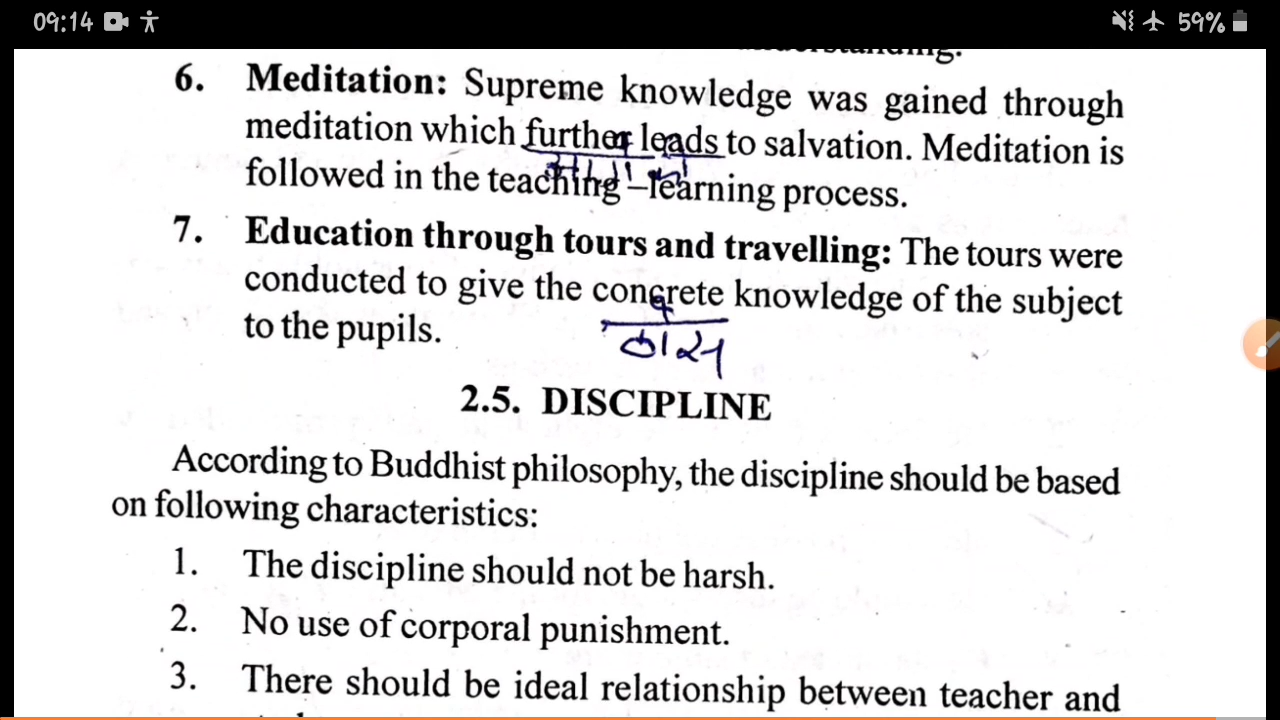 09:14
59%
understanding.
6. Meditation: Supreme knowledge was gained through
meditation which further leads to salvation. Meditation is
followed in the teaching –learning process.
7. Education through tours and travelling: The tours were
conducted to give the concrete knowledge of the subject
to the pupils.
2.5. DISCIPLINE
According to Buddhist philosophy, the discipline should be based
on following characteristics:
1. The discipline should not be harsh.
2. No use of corporal punishment.
3. There should be ideal relationship between teacher and